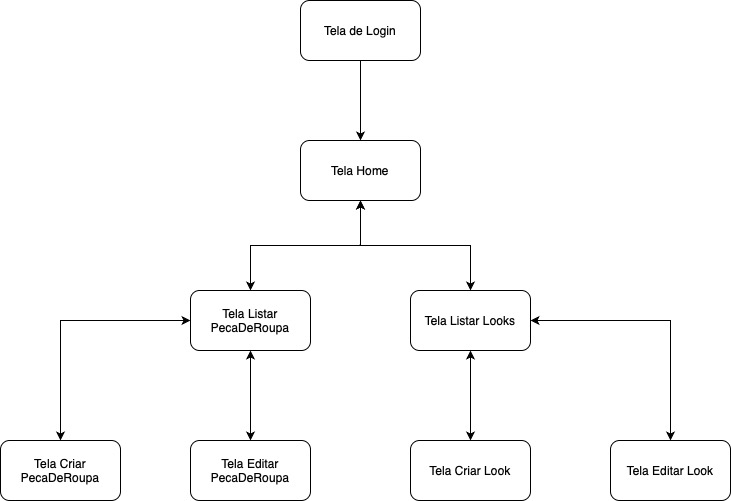 Tela de Login
Tela Home
Tela Listar
PecaDeRoupa
Tela Listar Looks
Tela Criar
PecaDeRoupa
Tela Editar
PecaDeRoupa
Tela Criar Look
Tela Editar Look